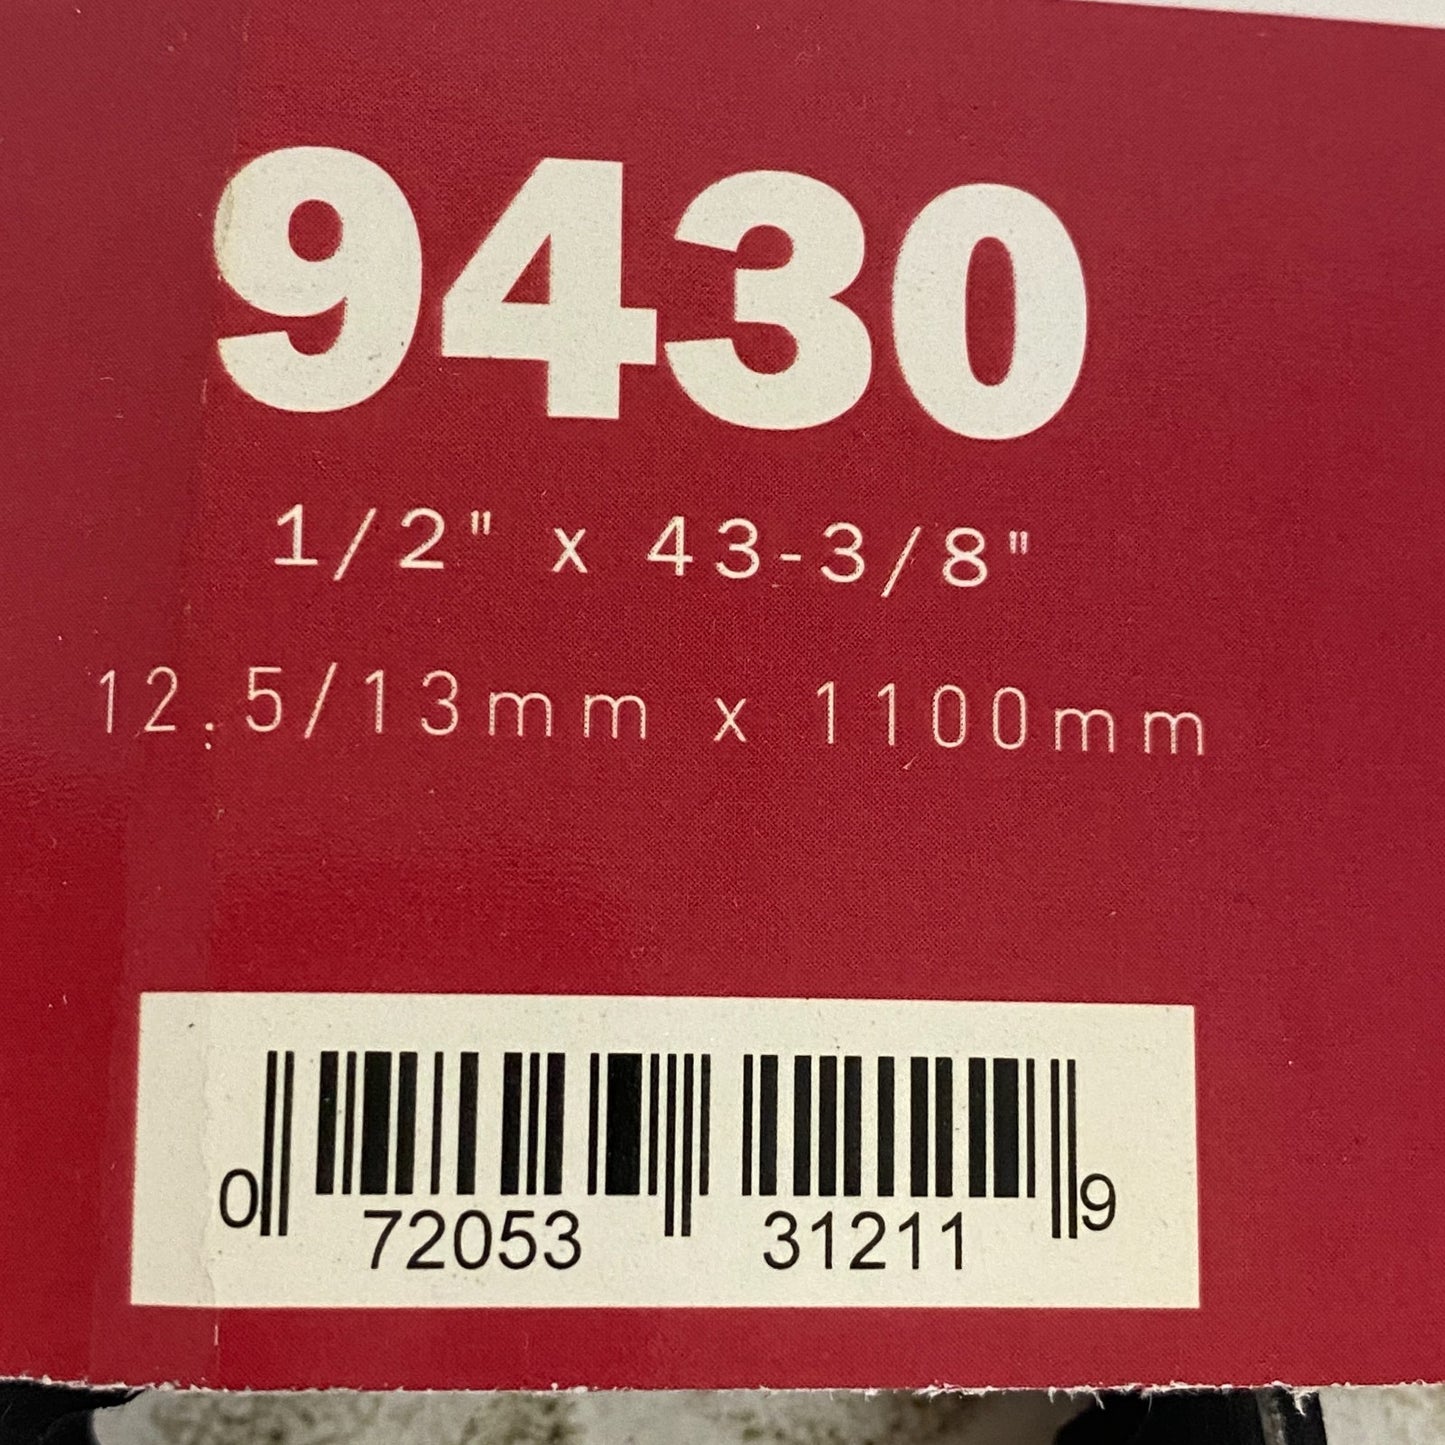 9430
1/2" x 43-3/8"
12.5/13mm x 1100mm
0 72053 31211 9